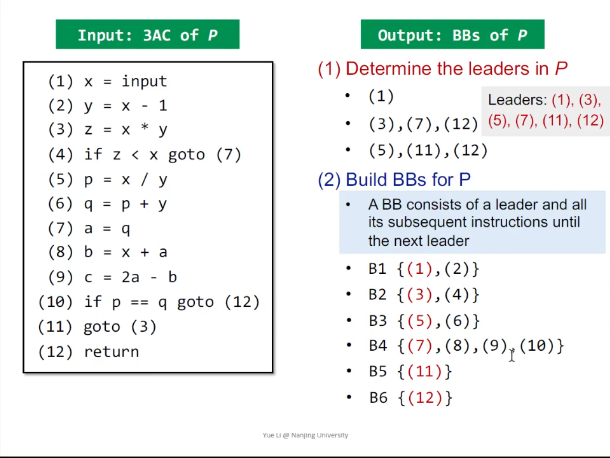 Input: 3AC of P
(1) x = input
(2) y = x - 1
(3) z = x * y
(4) if z < x goto (7)
(5) p = x / y
(6) q = p + y
(7) a = q
(8) b = x + a
(9) c = 2a - b
(10) if p == q goto (12)
(11) goto (3)
(12) return
Output: BBs of P
(1) Determine the leaders in P
• (1)
• (3),(7),(12)
• (5),(11),(12)
Leaders: (1), (3),
(5), (7), (11), (12)
(2) Build BBs for P
• A BB consists of a leader and all
its subsequent instructions until
the next leader
• B1 {(1),(2)}
• B2 {(3),(4)}
• B3 {(5),(6)}
• B4 {(7),(8),(9),(10)}
• B5 {(11)}
• B6 {(12)}
Yue Li @ Nanjing University